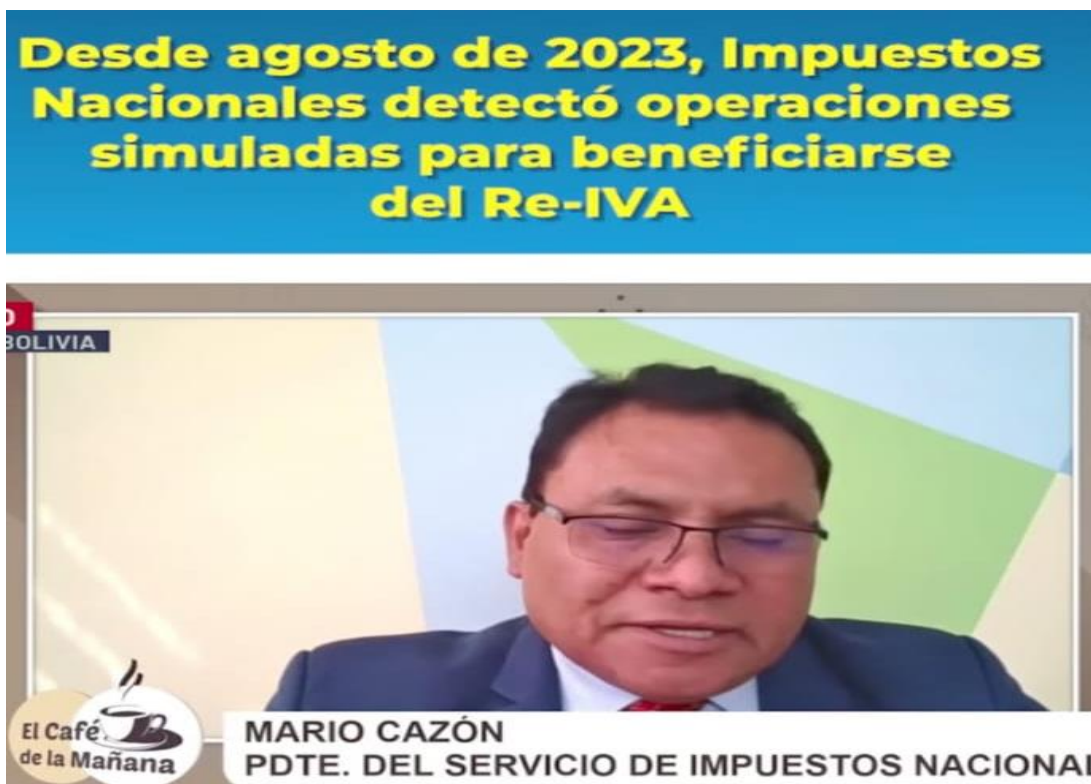 Desde agosto de 2023, Impuestos
Nacionales detectó operaciones
simuladas para beneficiarse
del Re-IVA
BOLIVIA
El Café
de la Mañana
MARIO CAZÓN
PDTE. DEL SERVICIO DE IMPUESTOS NACIONA